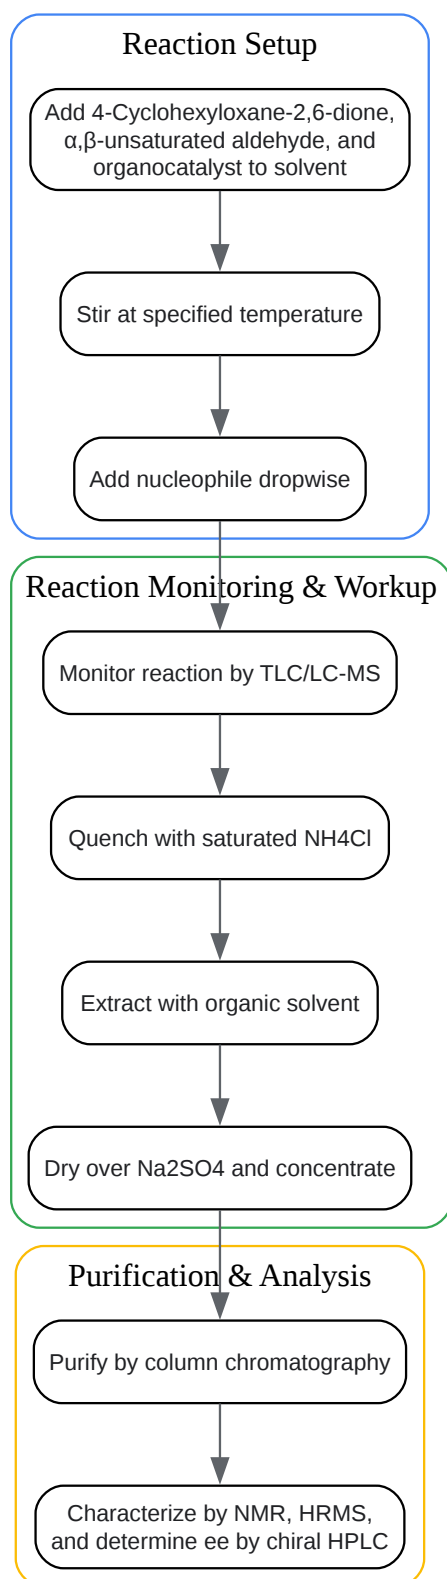 Reaction Setup
Add 4-Cyclohexyloxane-2,6-dione,
α,β-unsaturated aldehyde, and
organocatalyst to solvent
Stir at specified temperature
Add nucleophile dropwise
Reaction Monitoring & Workup
Monitor reaction by TLC/LC-MS
Quench with saturated NH4Cl
Extract with organic solvent
Dry over Na2SO4 and concentrate
Purification & Analysis
Purify by column chromatography
Characterize by NMR, HRMS,
and determine ee by chiral HPLC